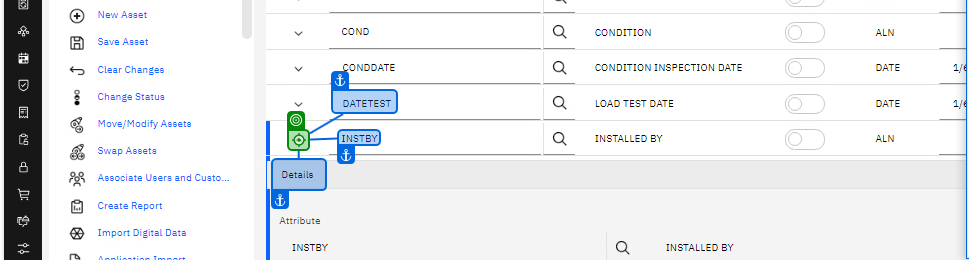 New Asset
Save Asset
Clear Changes
Change Status
Move/Modify Assets
Swap Assets
Associate Users and Custo...
Create Report
Import Digital Data
Application Import
COND CONDITION ALN
CONDDATE CONDITION INSPECTION DATE DATE 1/6
DATETEST LOAD TEST DATE DATE 1/6
INSTBY INSTALLED BY ALN
Details
Attribute
INSTBY INSTALLED BY